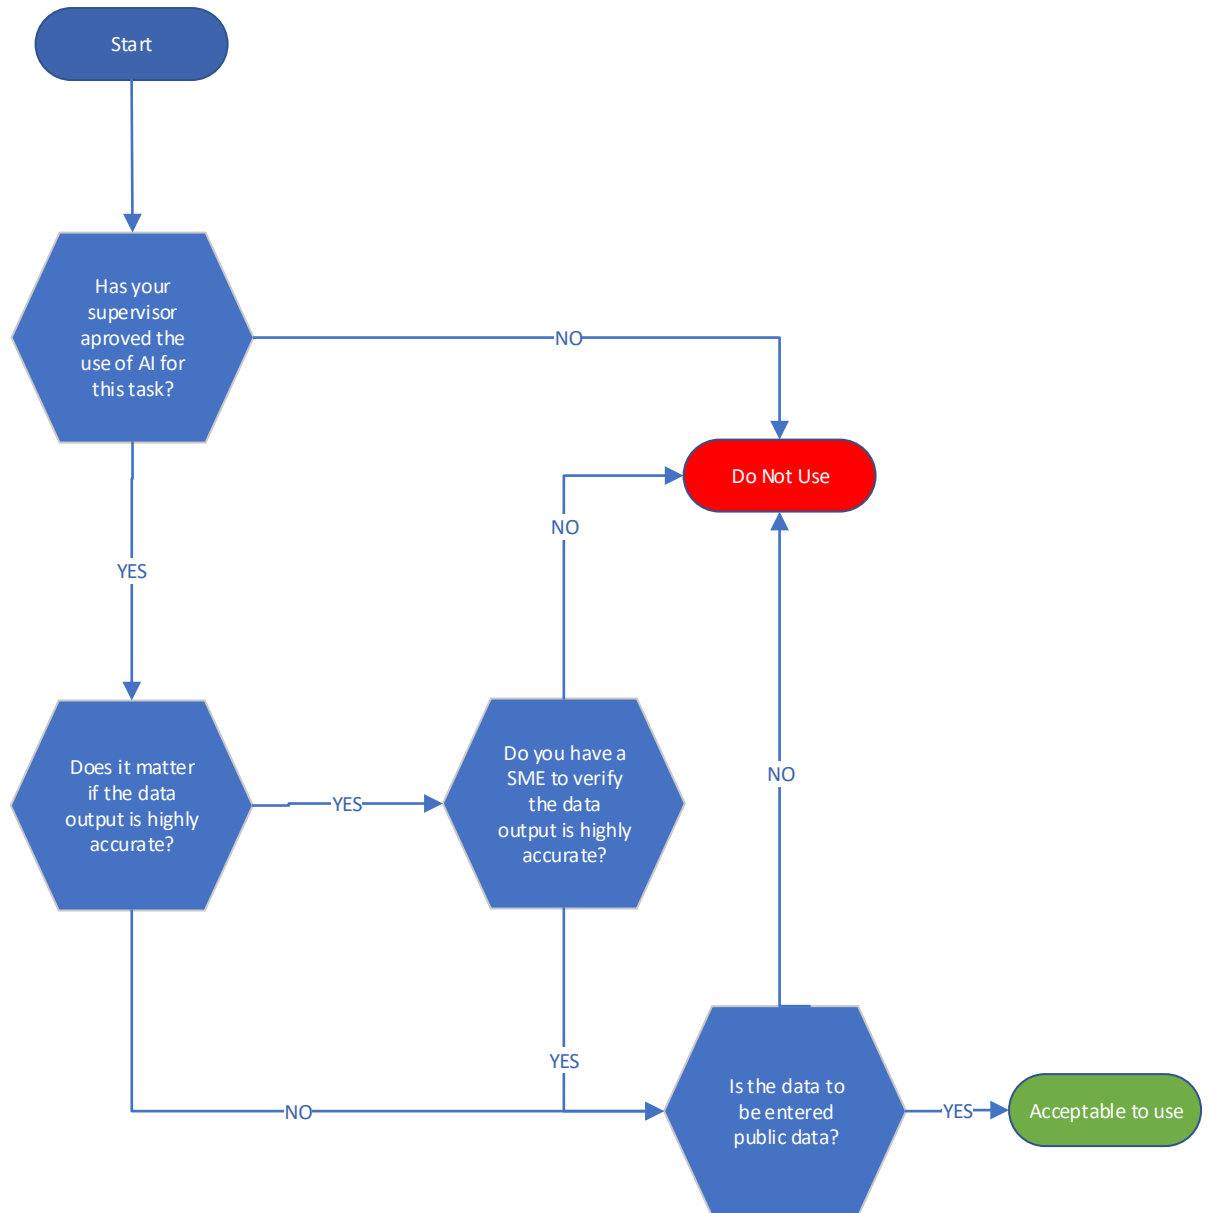 Start
Has your
supervisor
aproved the
use of AI for
this task?
NO
Do Not Use
NO
YES
Does it matter
if the data
output is highly
accurate?
YES
Do you have a
SME to verify
the data
output is highly
accurate?
NO
YES
NO
Is the data to
be entered
public data?
YES
Acceptable to use